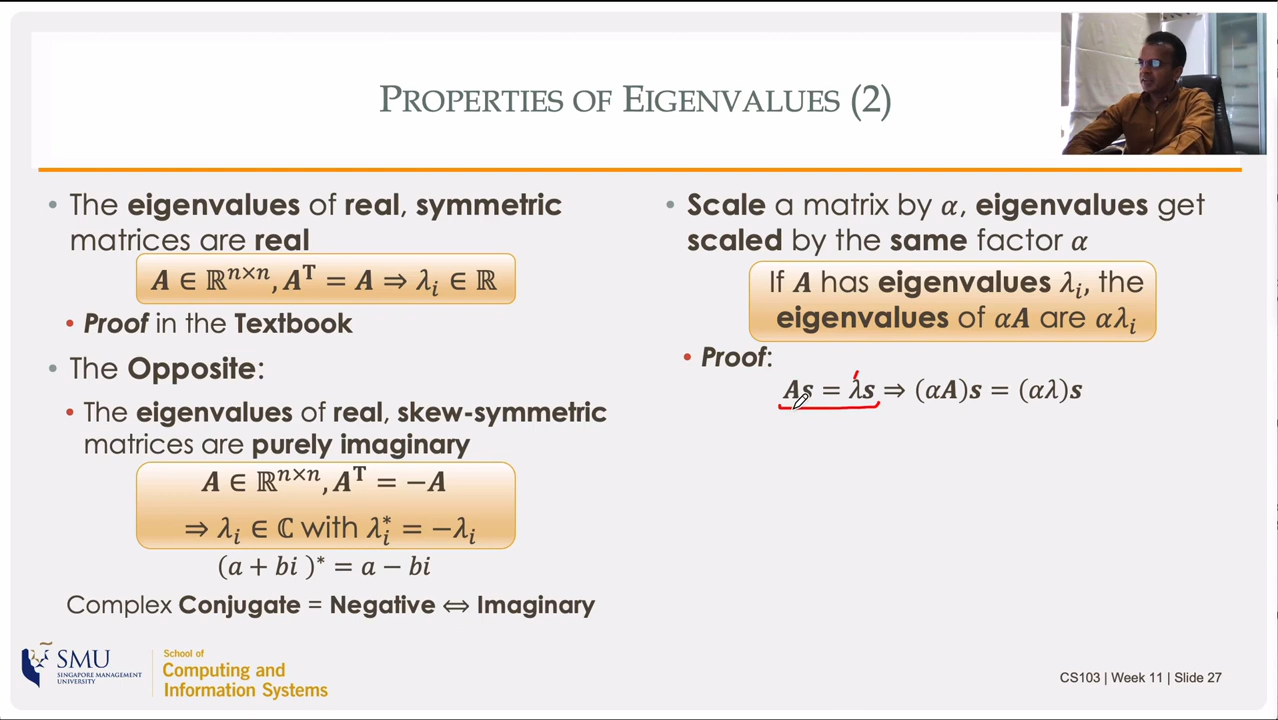 PROPERTIES OF EIGENVALUES (2)
• The eigenvalues of real, symmetric
matrices are real
A ∈ ℝⁿˣⁿ, Aᵀ = A ⇒ λᵢ ∈ ℝ
• Proof in the Textbook
• The Opposite:
• The eigenvalues of real, skew-symmetric
matrices are purely imaginary
A ∈ ℝⁿˣⁿ, Aᵀ = −A
⇒ λᵢ ∈ ℂ with λᵢ* = −λᵢ
(a + bi )* = a − bi
Complex Conjugate = Negative ⇔ Imaginary
• Scale a matrix by α, eigenvalues get
scaled by the same factor α
If A has eigenvalues λᵢ, the
eigenvalues of αA are αλᵢ
• Proof:
As = λs ⇒ (αA)s = (αλ)s
SMU
SINGAPORE MANAGEMENT
UNIVERSITY
School of
Computing and
Information Systems
CS103 | Week 11 | Slide 27